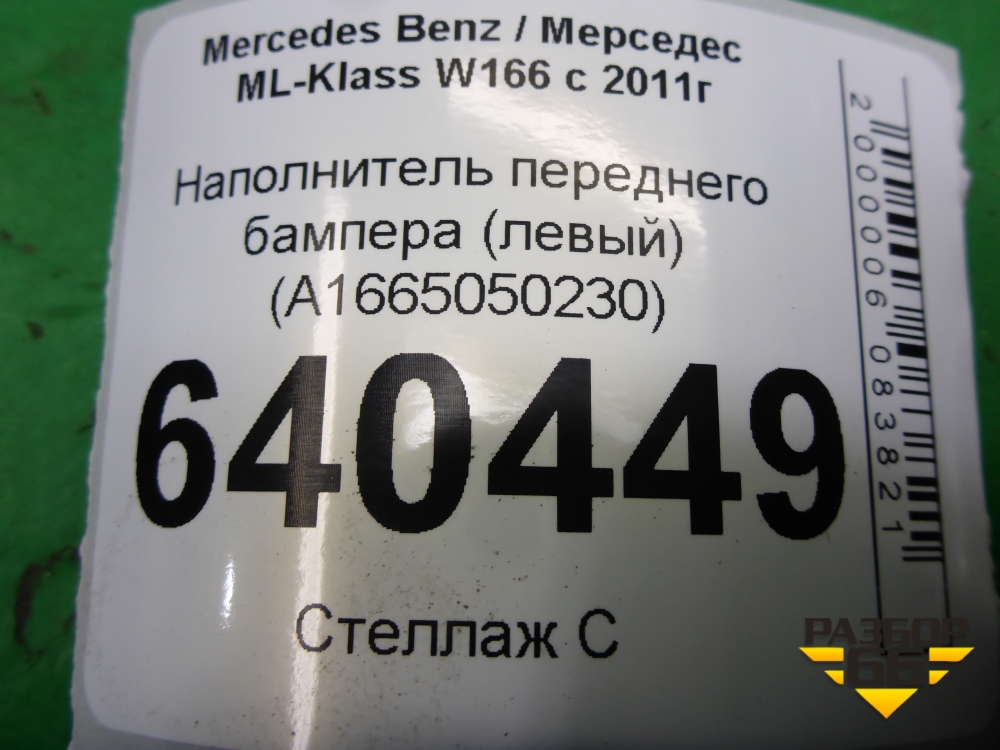 Mercedes Benz / Мерседес
ML-Klass W166 с 2011г
Наполнитель переднего
бампера (левый)
(A1665050230)
640449
Стеллаж С
2000006083821
РАЗБОР
66